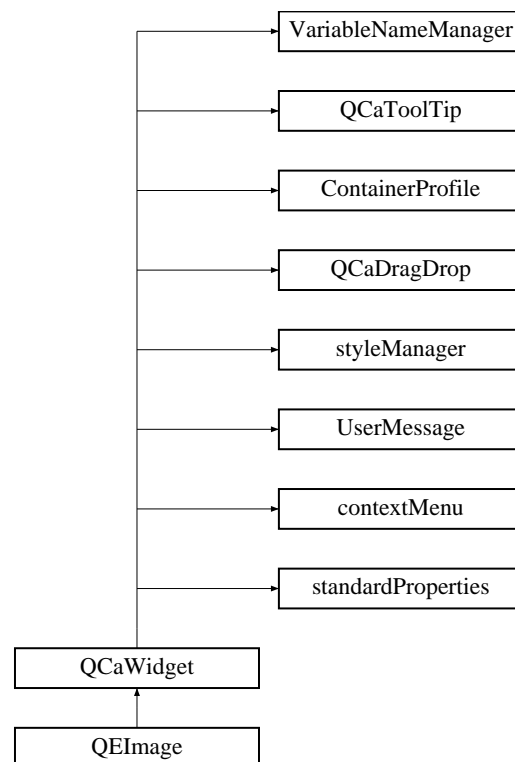 VariableNameManager
QCaToolTip
ContainerProfile
QCaDragDrop
styleManager
UserMessage
contextMenu
standardProperties
QCaWidget
QEImage